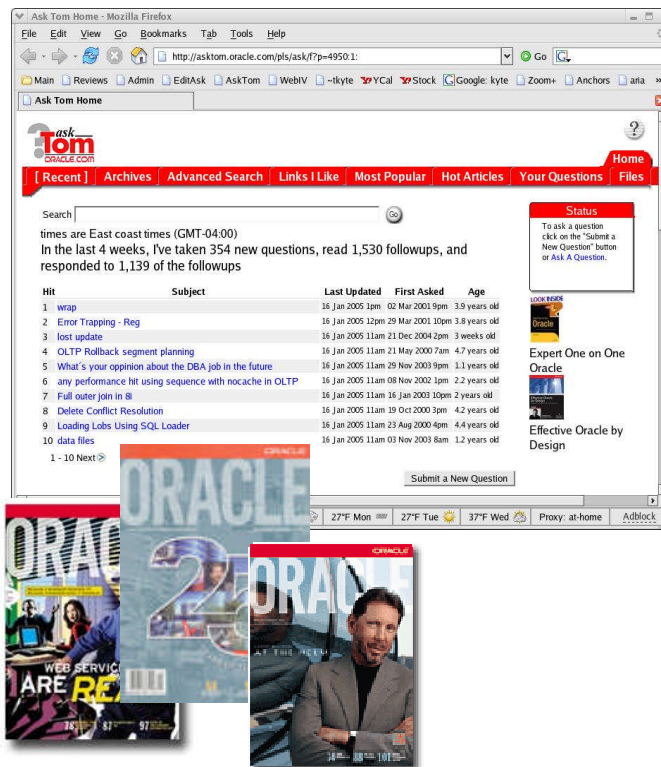 Ask Tom Home - Mozilla Firefox
File Edit View Go Bookmarks Tab Tools Help
http://asktom.oracle.com/pls/ask/f?p=4950:1: Go G
Main Reviews Admin EditAsk AskTom WebIV ~tkyte YCal Stock Google: kyte Zoom+ Anchors aria »
Ask Tom Home
? ask
Tom
ORACLE.COM
?
Home
[ Recent ] Archives Advanced Search Links I Like Most Popular Hot Articles Your Questions Files
Search Go
times are East coast times (GMT-04:00)
In the last 4 weeks, I've taken 354 new questions, read 1,530 followups, and
responded to 1,139 of the followups
Hit Subject Last Updated First Asked Age
1 wrap 16 Jan 2005 1pm 02 Mar 2001 9pm 3.9 years old
2 Error Trapping - Reg 16 Jan 2005 12pm 29 Mar 2001 10pm 3.8 years old
3 lost update 16 Jan 2005 11am 21 Dec 2004 2pm 3 weeks old
4 OLTP Rollback segment planning 16 Jan 2005 11am 21 May 2000 7am 4.7 years old
5 What´s your oppinion about the DBA job in the future 16 Jan 2005 11am 29 Nov 2003 9pm 1.1 years old
6 any performance hit using sequence with nocache in OLTP 16 Jan 2005 11am 08 Nov 2002 1pm 2.2 years old
7 Full outer join in 8i 16 Jan 2005 11am 16 Jan 2003 10pm 2 years old
8 Delete Conflict Resolution 16 Jan 2005 11am 19 Oct 2000 3pm 4.2 years old
9 Loading Lobs Using SQL Loader 16 Jan 2005 11am 23 Aug 2000 4pm 4.4 years old
10 data files 16 Jan 2005 11am 03 Nov 2003 8am 1.2 years old
1 - 10 Next
Submit a New Question
Status
To ask a question
click on the "Submit a
New Question" button
or Ask A Question.
LOOK INSIDE
Oracle
Expert One on One
Oracle
Effective Oracle by
Design
27°F Mon 27°F Tue 37°F Wed Proxy: at-home Adblock
ORAC
WEB SERVIC
ARE RE
78 87 97
ORACLE
ORACLE
25
ORACLE
ORACLE
AT THE HELM
88 101